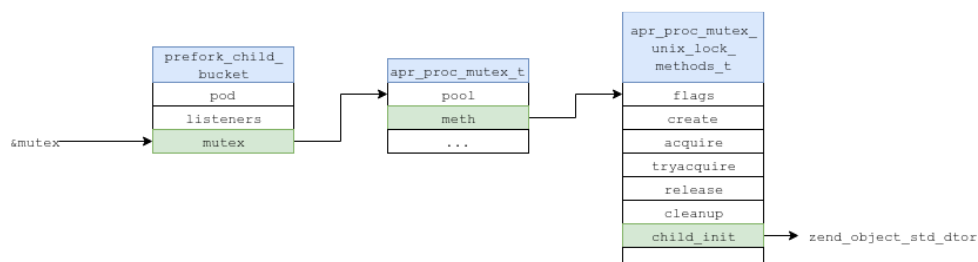 prefork_child_
bucket
pod
listeners
mutex
&mutex
apr_proc_mutex_t
pool
meth
...
apr_proc_mutex_
unix_lock_
methods_t
flags
create
acquire
tryacquire
release
cleanup
child_init
zend_object_std_dtor